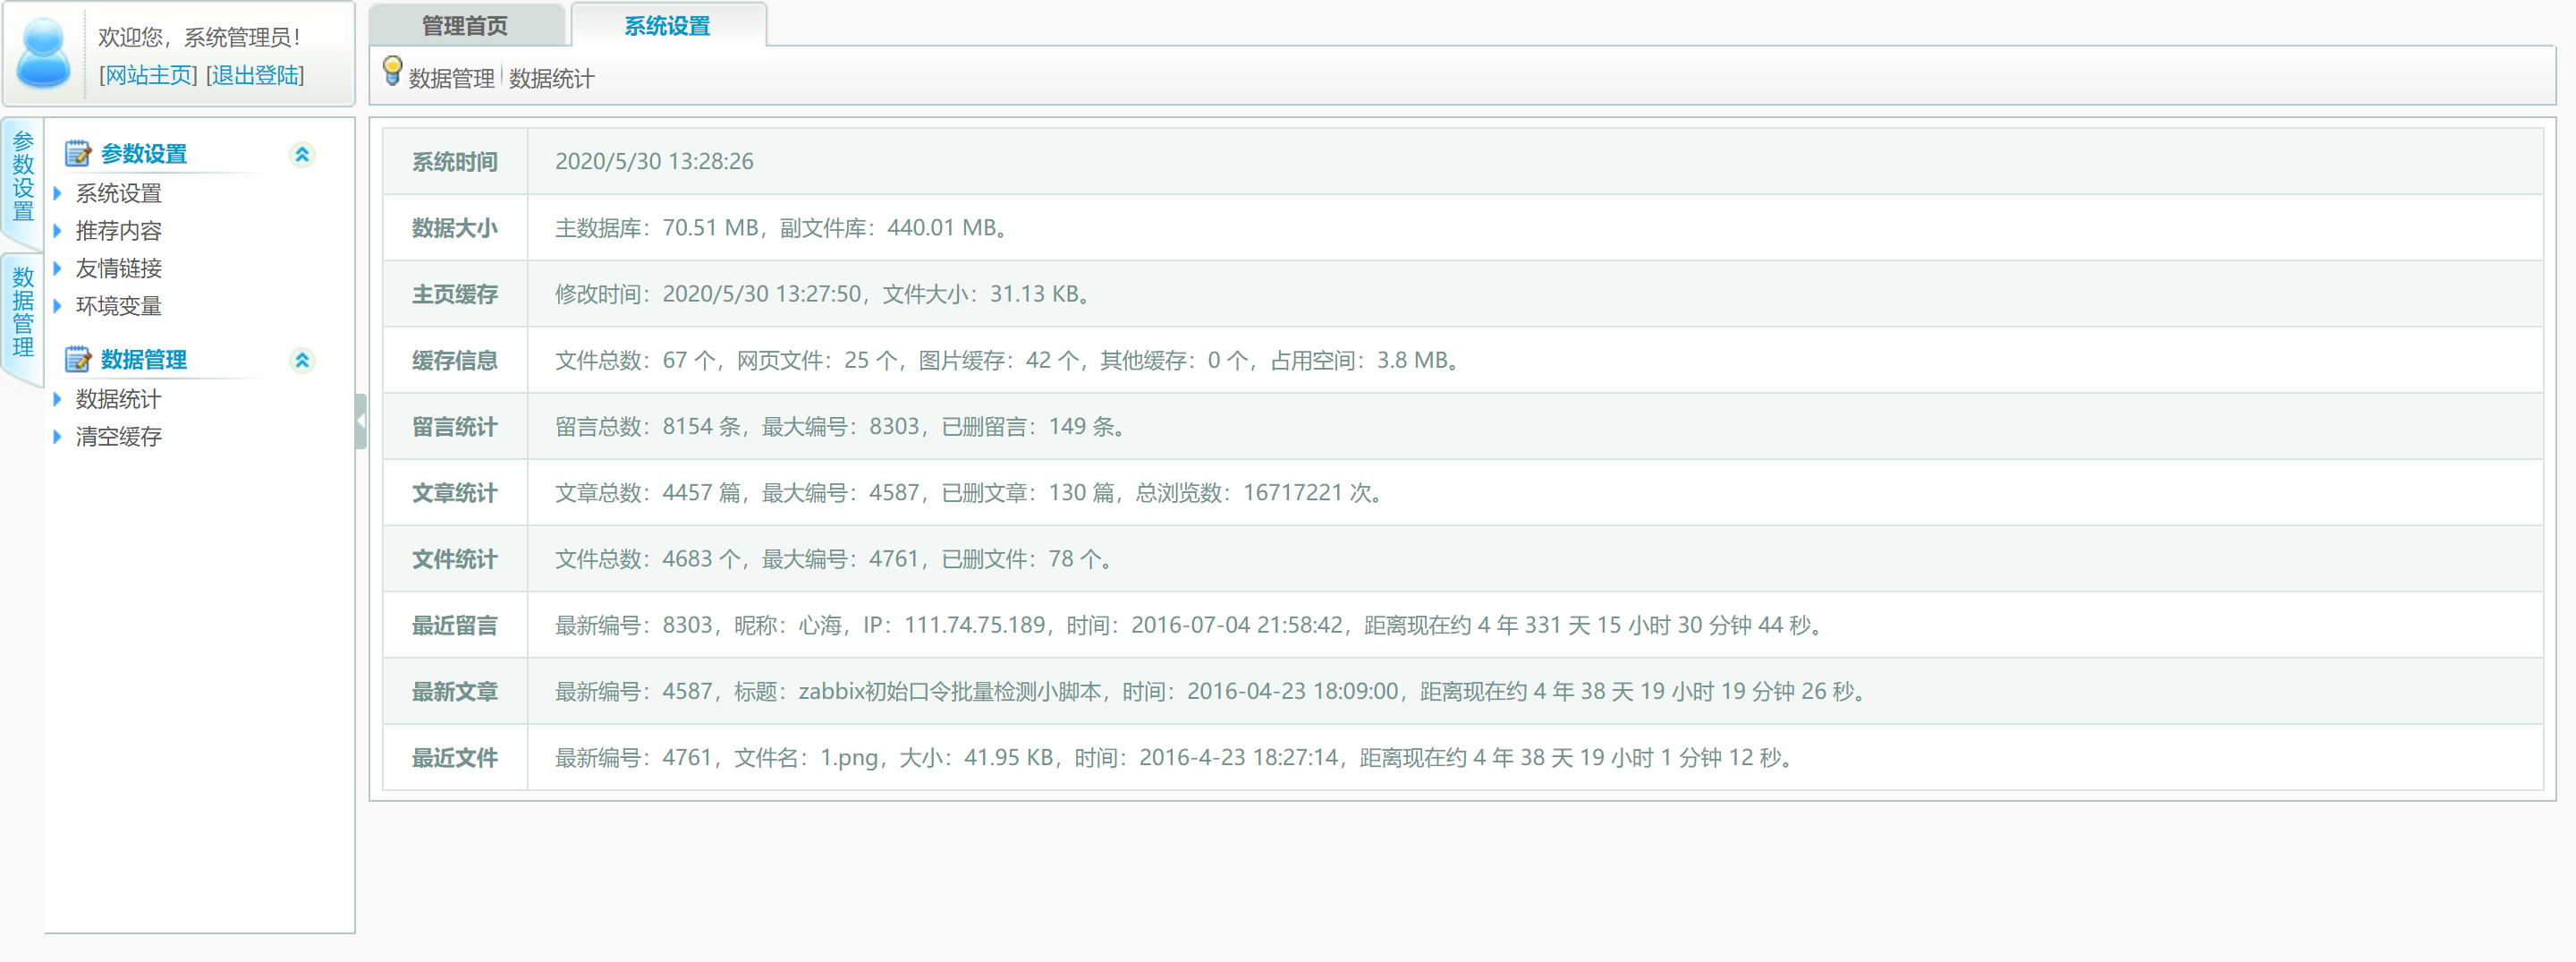 欢迎您，系统管理员！
[网站主页] [退出登陆]
管理首页
系统设置
数据管理 数据统计
参数设置
数据管理
参数设置
系统设置
推荐内容
友情链接
环境变量
数据管理
数据统计
清空缓存
系统时间 2020/5/30 13:28:26
数据大小 主数据库：70.51 MB，副文件库：440.01 MB。
主页缓存 修改时间：2020/5/30 13:27:50，文件大小：31.13 KB。
缓存信息 文件总数：67 个，网页文件：25 个，图片缓存：42 个，其他缓存：0 个，占用空间：3.8 MB。
留言统计 留言总数：8154 条，最大编号：8303，已删留言：149 条。
文章统计 文章总数：4457 篇，最大编号：4587，已删文章：130 篇，总浏览数：16717221 次。
文件统计 文件总数：4683 个，最大编号：4761，已删文件：78 个。
最近留言 最新编号：8303，昵称：心海，IP：111.74.75.189，时间：2016-07-04 21:58:42，距离现在约 4 年 331 天 15 小时 30 分钟 44 秒。
最新文章 最新编号：4587，标题：zabbix初始口令批量检测小脚本，时间：2016-04-23 18:09:00，距离现在约 4 年 38 天 19 小时 19 分钟 26 秒。
最近文件 最新编号：4761，文件名：1.png，大小：41.95 KB，时间：2016-4-23 18:27:14，距离现在约 4 年 38 天 19 小时 1 分钟 12 秒。